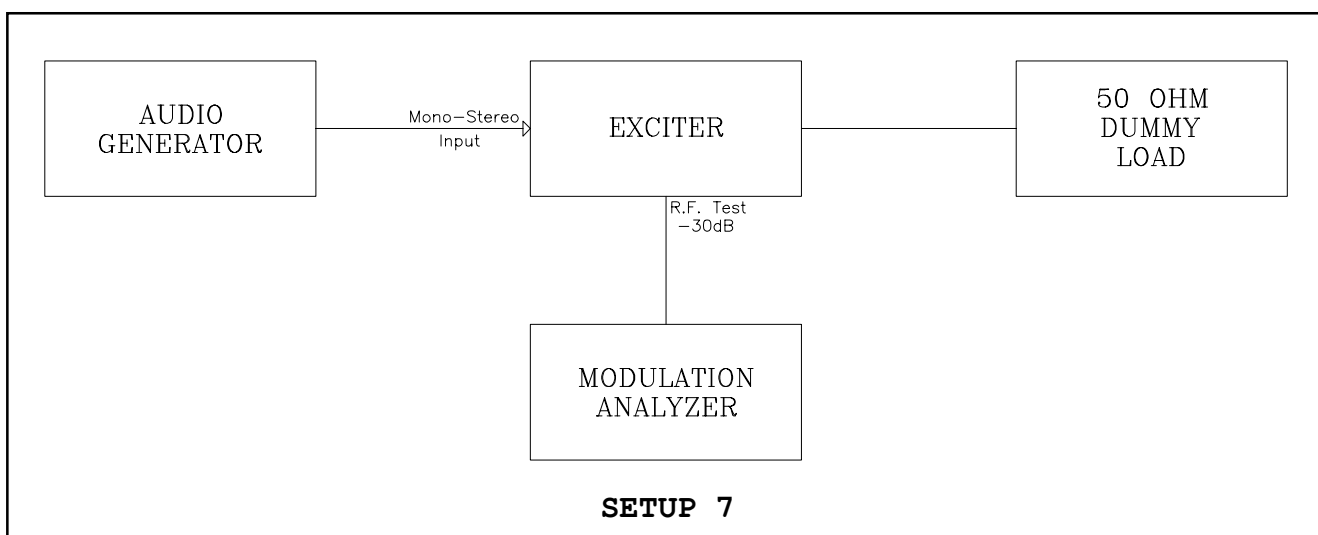 AUDIO
GENERATOR
Mono-Stereo
Input
EXCITER
50 OHM
DUMMY
LOAD
R.F. Test
-30dB
MODULATION
ANALYZER
SETUP 7